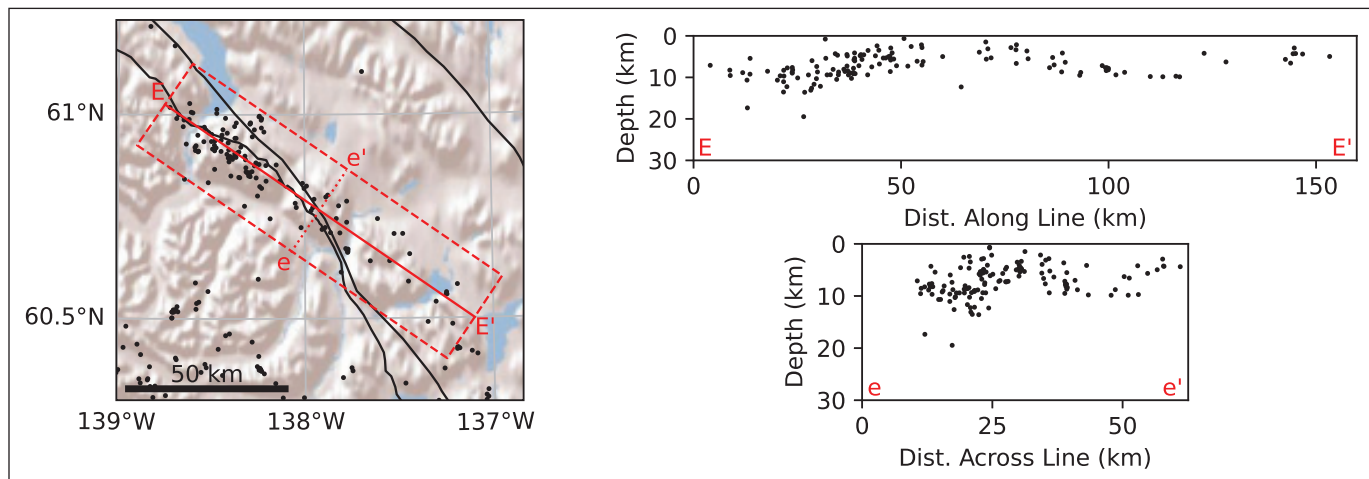 61°N
60.5°N
139°W
138°W
137°W
E
e'
e
E'
50 km
Depth (km)
0
10
20
30
E
E'
0
50
100
150
Dist. Along Line (km)
Depth (km)
0
10
20
30
e
e'
0
25
50
Dist. Across Line (km)